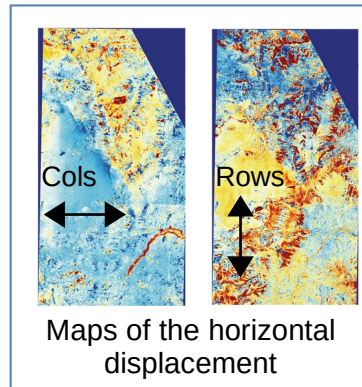 Cols
Rows
Maps of the horizontal
displacement